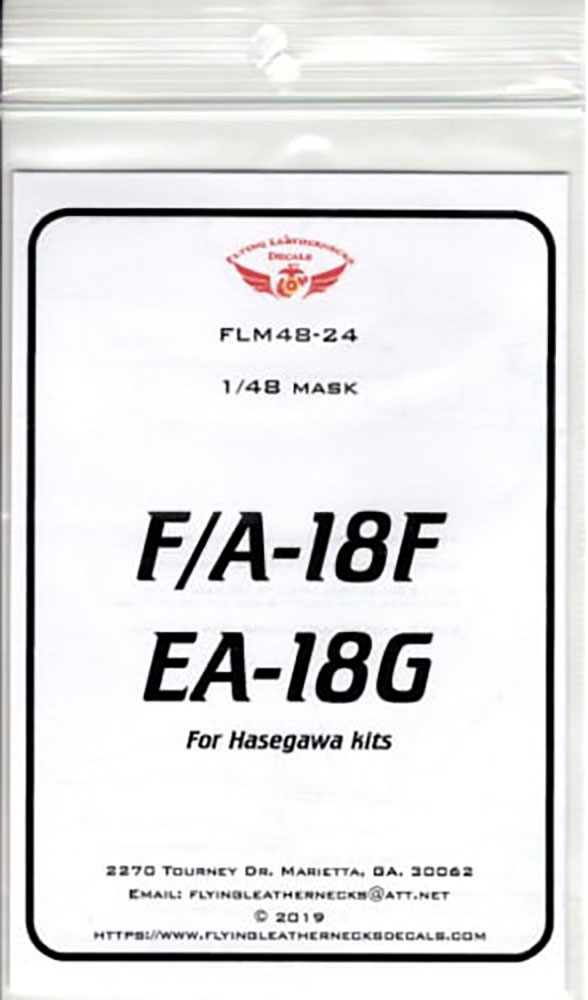 FLYING LEATHERNECKS
DECALS
FLM48-24
1/48 MASK
F/A-18F
EA-18G
For Hasegawa kits
2270 TOURNEY DR. MARIETTA, GA. 30062
EMAIL: FLYINGLEATHERNECKS@ATT.NET
© 2019
HTTPS://WWW.FLYINGLEATHERNECKSDECALS.COM